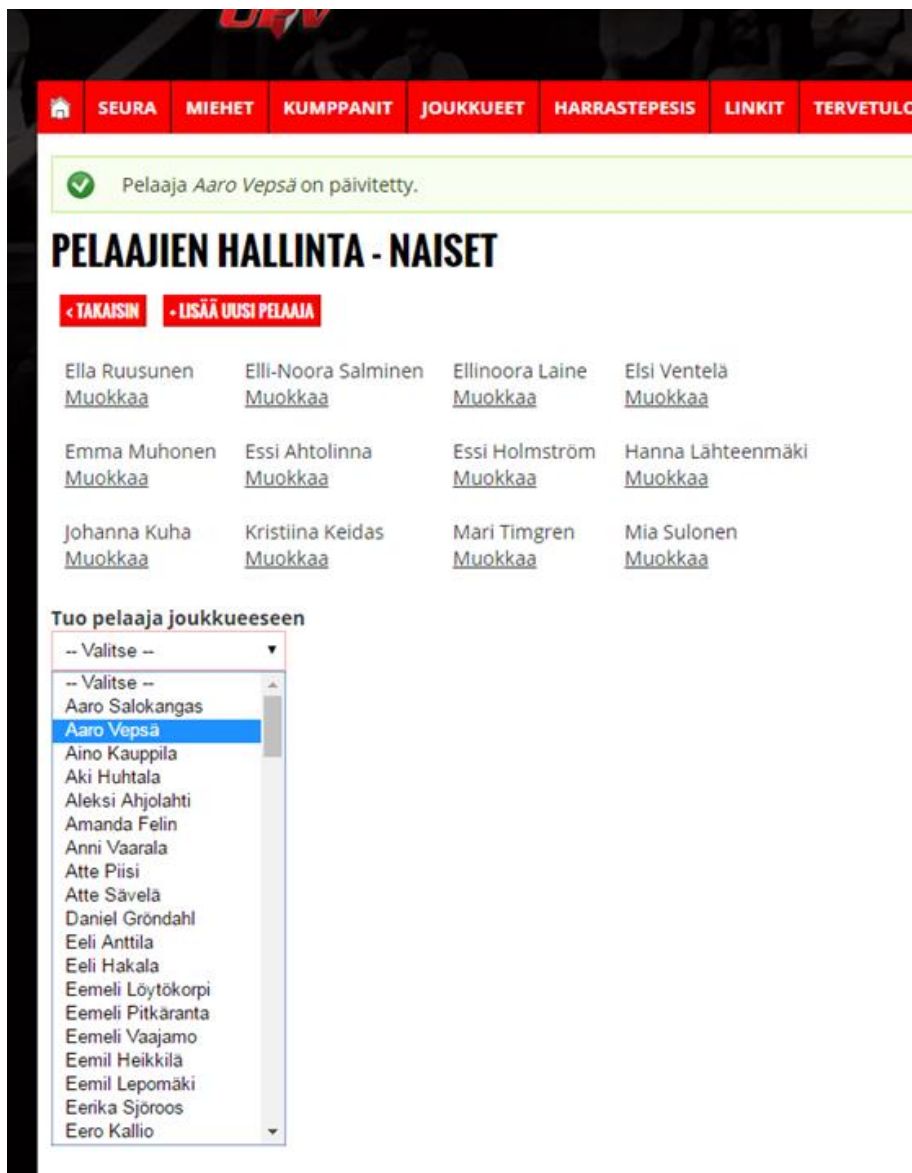 UPV
SEURA MIEHET KUMPPANIT JOUKKUEET HARRASTEPESIS LINKIT TERVETULO
Pelaaja Aaro Vepsä on päivitetty.
PELAAJIEN HALLINTA - NAISET
< TAKAISIN + LISÄÄ UUSI PELAAJA
Ella Ruusunen Elli-Noora Salminen Ellinoora Laine Elsi Ventelä
Muokkaa Muokkaa Muokkaa Muokkaa
Emma Muhonen Essi Ahtolinna Essi Holmström Hanna Lähteenmäki
Muokkaa Muokkaa Muokkaa Muokkaa
Johanna Kuha Kristiina Keidas Mari Timgren Mia Sulonen
Muokkaa Muokkaa Muokkaa Muokkaa
Tuo pelaaja joukkueeseen
-- Valitse --
-- Valitse --
Aaro Salokangas
Aaro Vepsä
Aino Kauppila
Aki Huhtala
Aleksi Ahjolahti
Amanda Felin
Anni Vaarala
Atte Piisi
Atte Sävelä
Daniel Gröndahl
Eeli Anttila
Eeli Hakala
Eemeli Löytökorpi
Eemeli Pitkäranta
Eemeli Vaajamo
Eemil Heikkilä
Eemil Lepomäki
Eerika Sjöroos
Eero Kallio